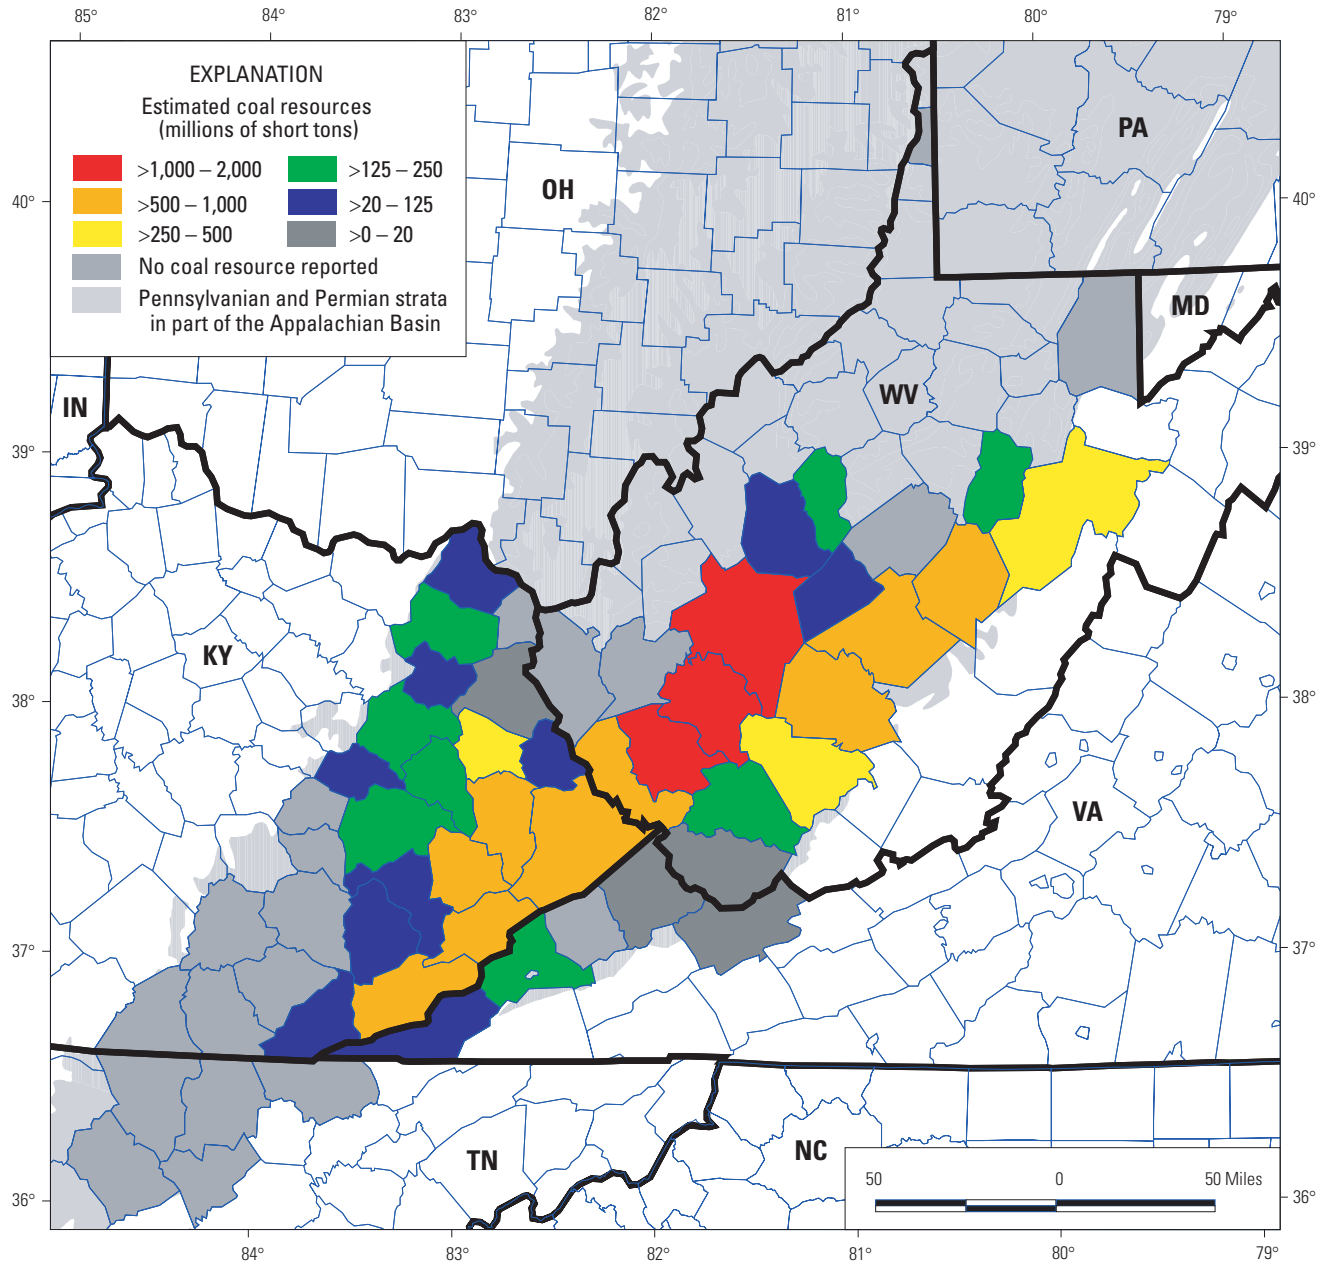 85° 84° 83° 82° 81° 80° 79°
EXPLANATION
Estimated coal resources
(millions of short tons)
>1,000 – 2,000 >125 – 250
>500 – 1,000 >20 – 125
>250 – 500 >0 – 20
No coal resource reported
Pennsylvanian and Permian strata
in part of the Appalachian Basin
PA
OH
40° 40°
MD
WV
IN
39° 39°
KY
38° 38°
VA
37° 37°
NC
TN
50 0 50 Miles
36° 36°
84° 83° 82° 81° 80° 79°